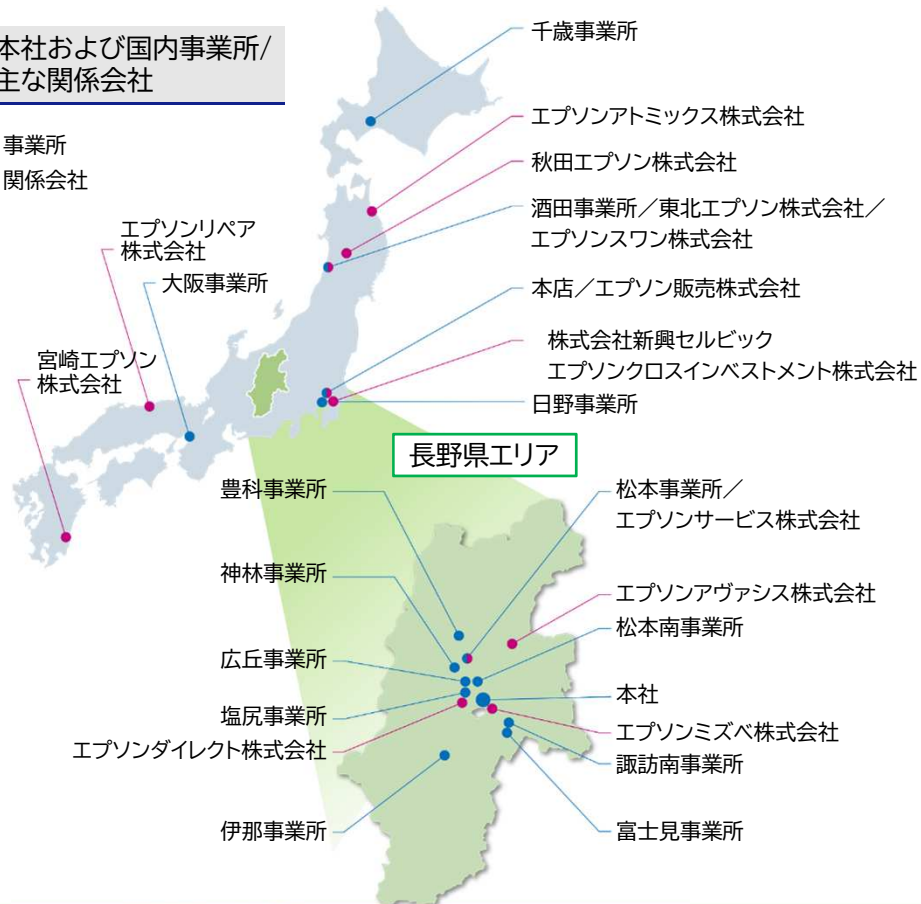 本社および国内事業所/
主な関係会社
事業所
関係会社
千歳事業所
エプソンアトミックス株式会社
秋田エプソン株式会社
酒田事業所／東北エプソン株式会社／
エプソンスワン株式会社
本店／エプソン販売株式会社
株式会社新興セルビック
エプソンクロスインベストメント株式会社
日野事業所
エプソンリペア
株式会社
大阪事業所
宮崎エプソン
株式会社
長野県エリア
豊科事業所
神林事業所
広丘事業所
塩尻事業所
エプソンダイレクト株式会社
伊那事業所
松本事業所／
エプソンサービス株式会社
エプソンアヴァシス株式会社
松本南事業所
本社
エプソンミズベ株式会社
諏訪南事業所
富士見事業所